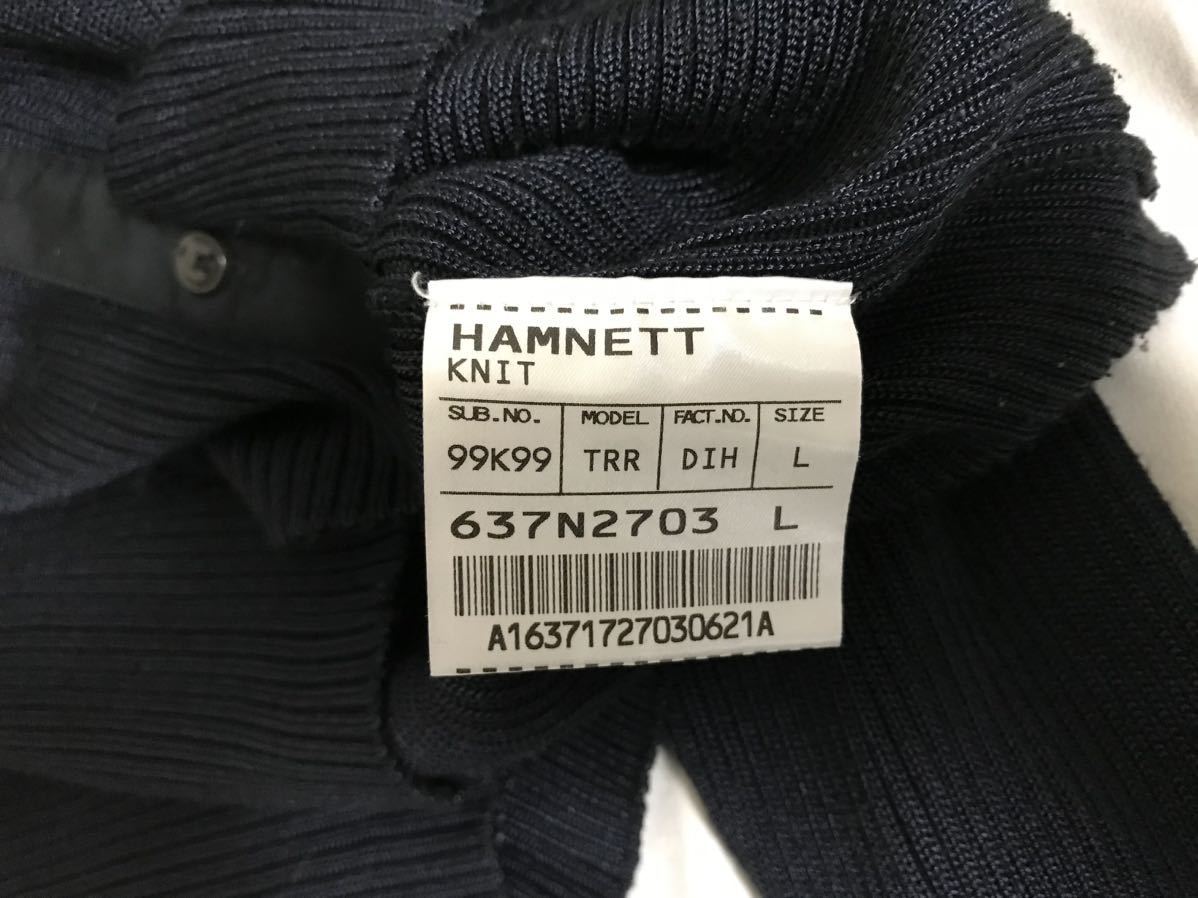 HAMNETT
KNIT
SUB.NO. MODEL FACT.NO. SIZE
99K99 TRR DIH L
637N2703 L
A16371727030621A